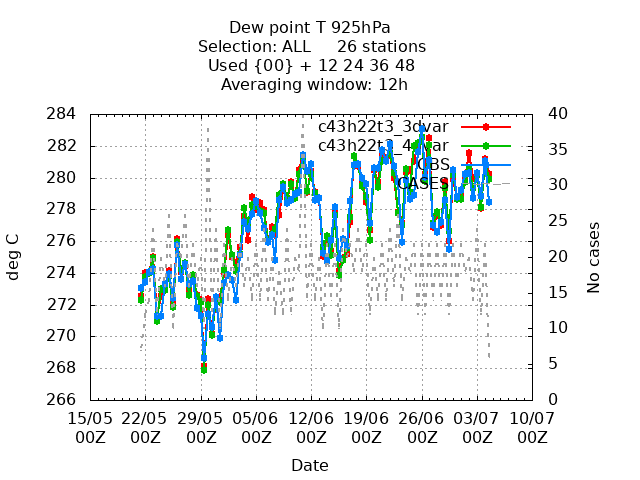 Dew point T 925hPa
Selection: ALL 26 stations
Used {00} + 12 24 36 48
Averaging window: 12h
284 40
c43h22t3_3dvar
282 35
c43h22t3_4dvar
OBS
280 30
CASES
278 25
276 20
274 15
272 10
270 5
268
266 0
deg C
No cases
15/05 22/05 29/05 05/06 12/06 19/06 26/06 03/07 10/07
00Z 00Z 00Z 00Z 00Z 00Z 00Z 00Z 00Z
Date